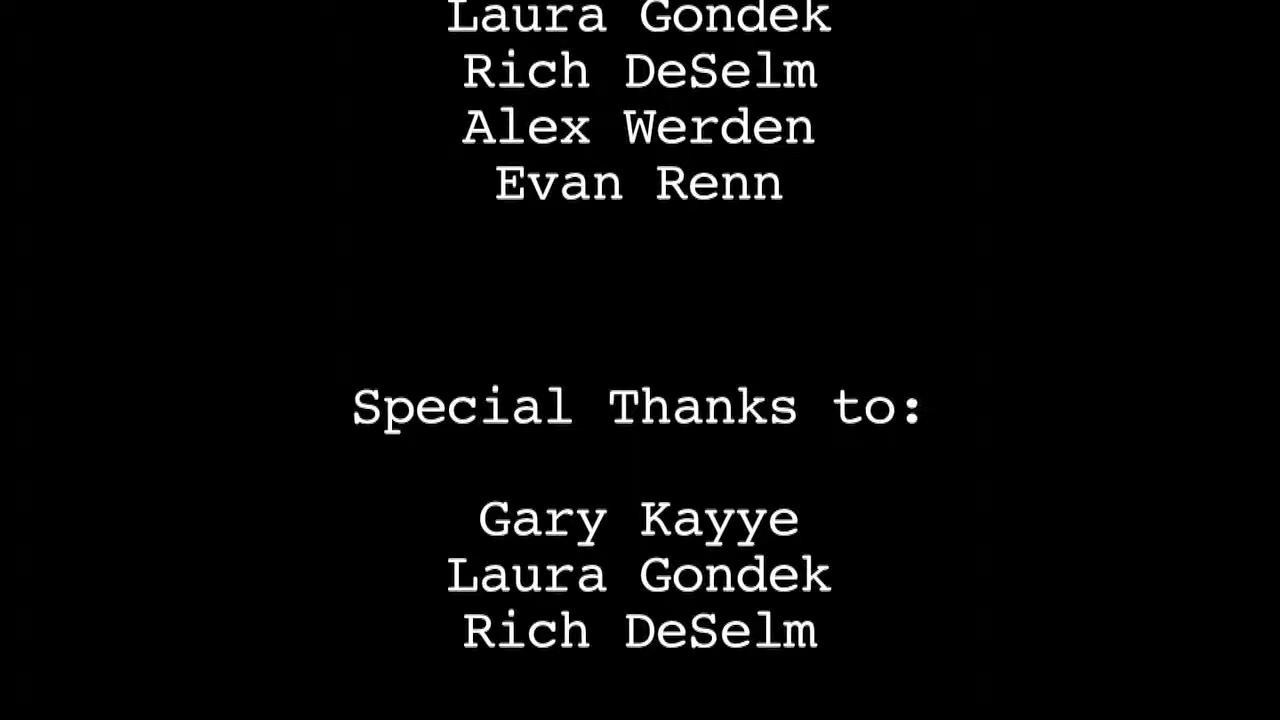 Laura Gondek
Rich DeSelm
Alex Werden
Evan Renn
Special Thanks to:
Gary Kayye
Laura Gondek
Rich DeSelm